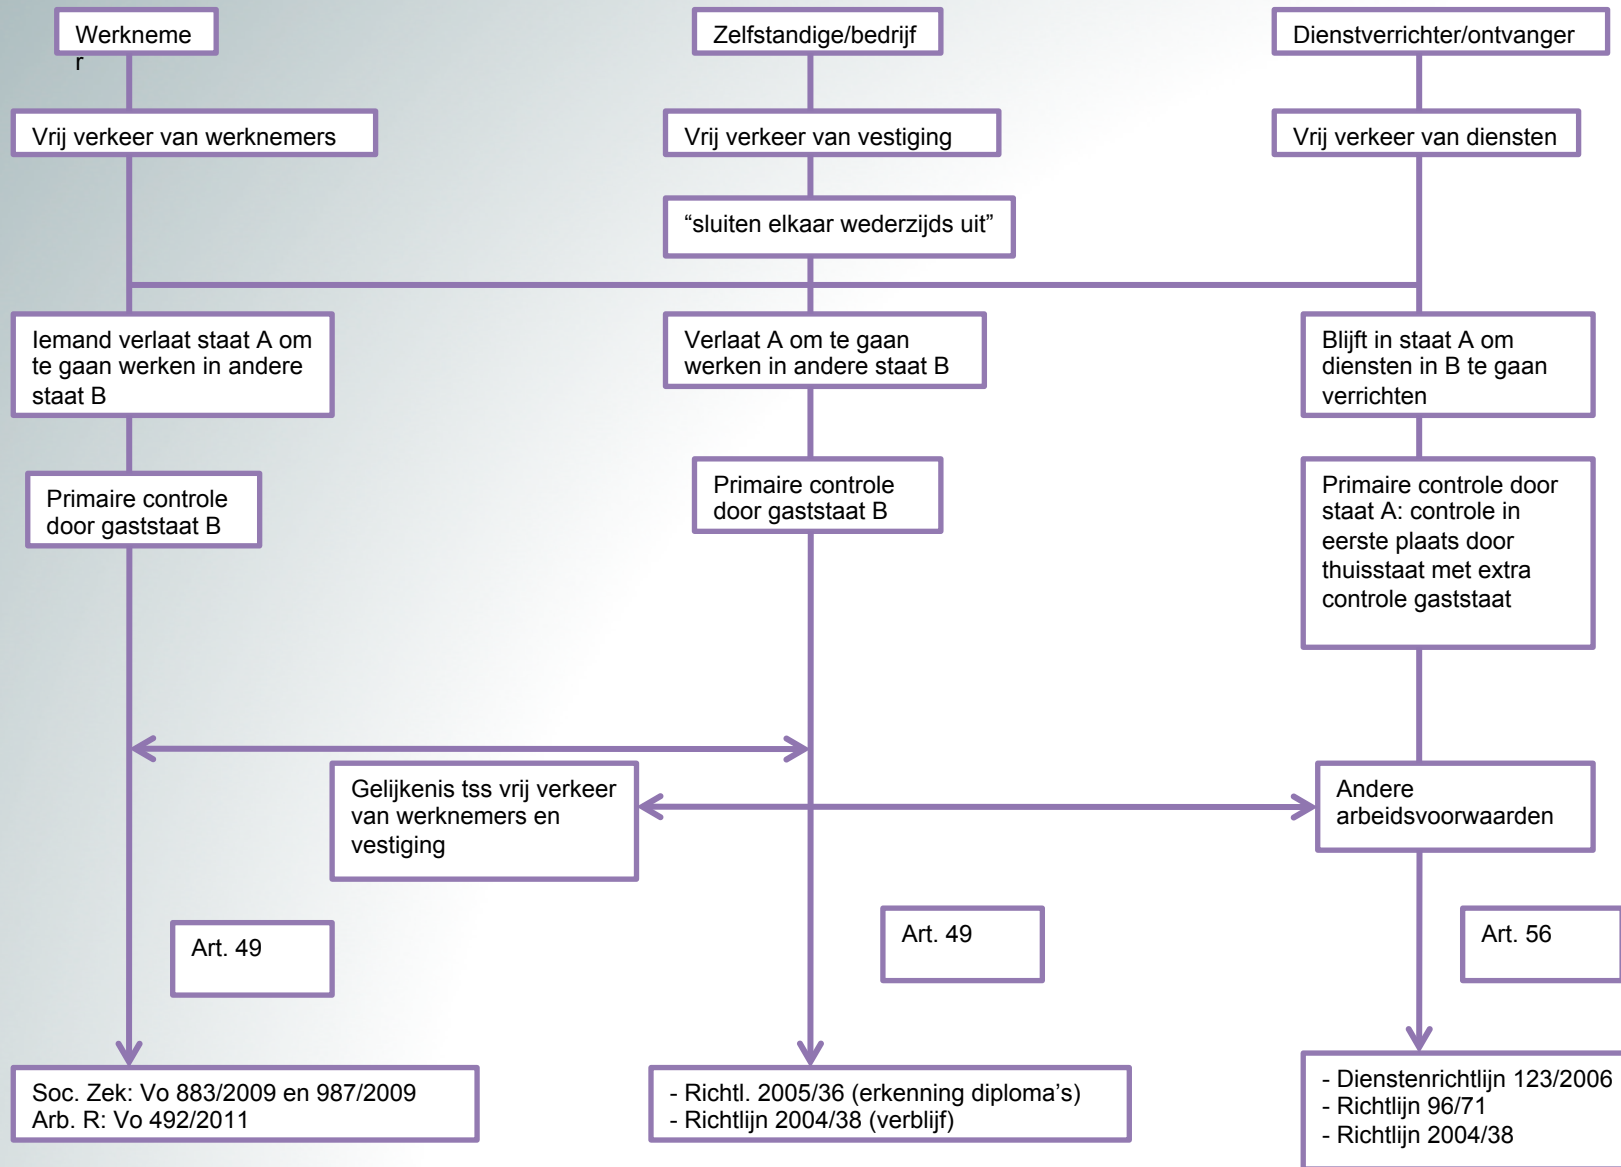 Werkneme
r
Zelfstandige/bedrijf
Dienstverrichter/ontvanger
Vrij verkeer van werknemers
Vrij verkeer van vestiging
Vrij verkeer van diensten
“sluiten elkaar wederzijds uit”
Iemand verlaat staat A om
te gaan werken in andere
staat B
Verlaat A om te gaan
werken in andere staat B
Blijft in staat A om
diensten in B te gaan
verrichten
Primaire controle
door gaststaat B
Primaire controle
door gaststaat B
Primaire controle door
staat A: controle in
eerste plaats door
thuisstaat met extra
controle gaststaat
Gelijkenis tss vrij verkeer
van werknemers en
vestiging
Andere
arbeidsvoorwaarden
Art. 49
Art. 49
Art. 56
Soc. Zek: Vo 883/2009 en 987/2009
Arb. R: Vo 492/2011
- Richtl. 2005/36 (erkenning diploma’s)
- Richtlijn 2004/38 (verblijf)
- Dienstenrichtlijn 123/2006
- Richtlijn 96/71
- Richtlijn 2004/38